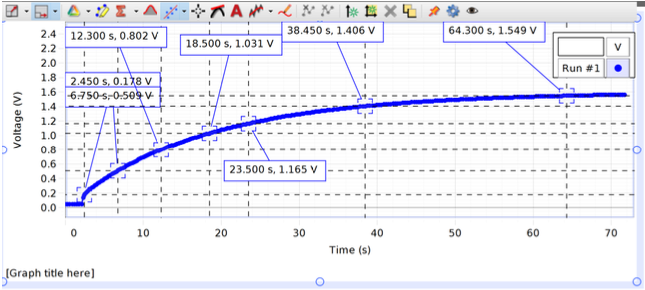 12.300 s, 0.802 V
38.450 s, 1.406 V
64.300 s, 1.549 V
18.500 s, 1.031 V
2.450 s, 0.178 V
6.750 s, 0.509 V
23.500 s, 1.165 V
V
Run #1
Voltage (V)
2.4
2.2
2.0
1.8
1.6
1.4
1.2
1.0
0.8
0.6
0.4
0.2
0.0
0
10
20
30
40
50
60
70
Time (s)
[Graph title here]